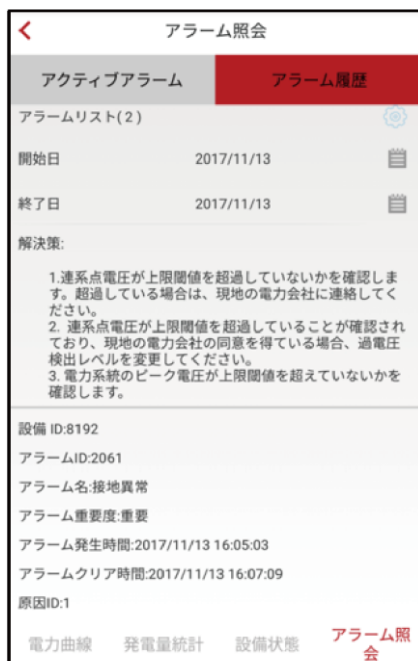 アラーム照会
アクティブアラーム
アラーム履歴
アラームリスト(2)
開始日 2017/11/13
終了日 2017/11/13
解決策:
1.連系点電圧が上限閾値を超過していないかを確認しま
す。超過している場合は、現地の電力会社に連絡してく
ださい。
2. 連系点電圧が上限閾値を超過していることが確認され
ており、現地の電力会社の同意を得ている場合、過電圧
検出レベルを変更してください。
3. 電力系統のピーク電圧が上限閾値を超えていないかを
確認します。
設備 ID:8192
アラームID:2061
アラーム名:接地異常
アラーム重要度:重要
アラーム発生時間:2017/11/13 16:05:03
アラームクリア時間:2017/11/13 16:07:09
原因ID:1
電力曲線
発電量統計
設備状態
アラーム照
会